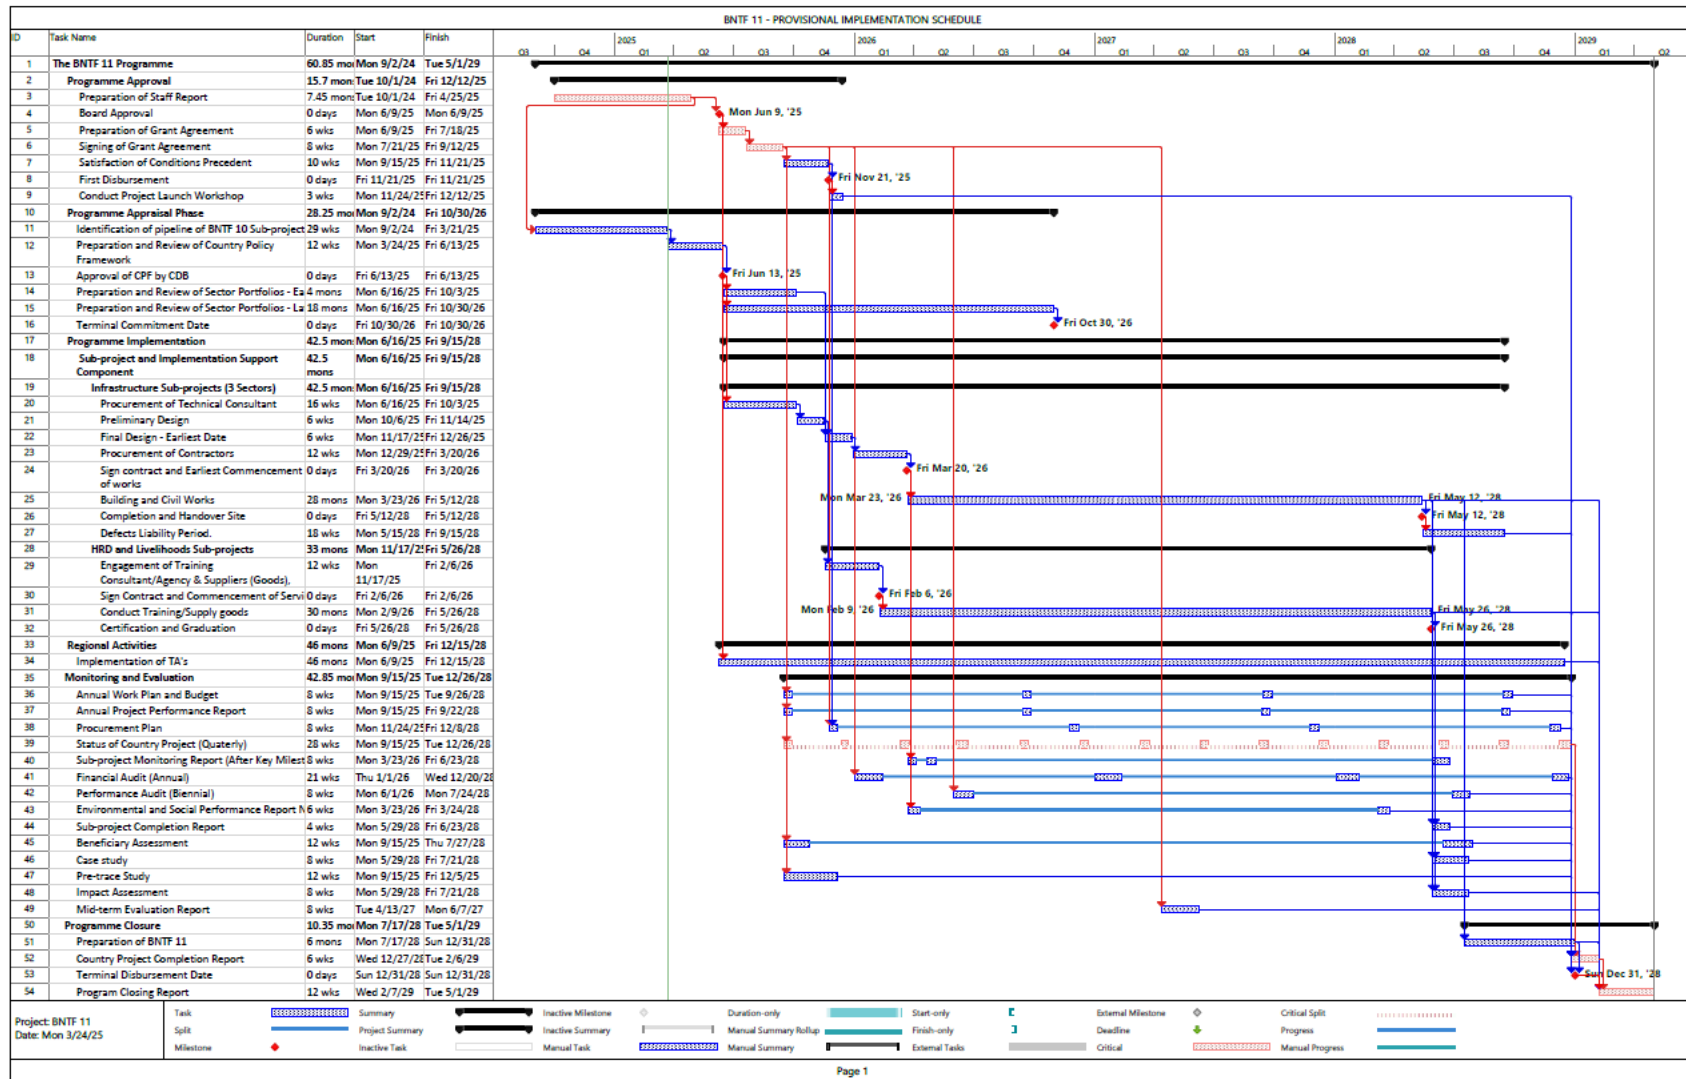 BNTF 11 - PROVISIONAL IMPLEMENTATION SCHEDULE
ID Task Name Duration Start Finish
2025 2026 2027 2028 2029
Q3 Q4 Q1 Q2 Q3 Q4 Q1 Q2 Q3 Q4 Q1 Q2 Q3 Q4 Q1 Q2 Q3 Q4 Q1 Q2
1 The BNTF 11 Programme 60.85 mon Mon 9/2/24 Tue 5/1/29
2 Programme Approval 15.7 mon: Tue 10/1/24 Fri 12/12/25
3 Preparation of Staff Report 7.45 mons Tue 10/1/24 Fri 4/25/25
4 Board Approval 0 days Mon 6/9/25 Mon 6/9/25 Mon Jun 9, '25
5 Preparation of Grant Agreement 6 wks Mon 6/9/25 Fri 7/18/25
6 Signing of Grant Agreement 8 wks Mon 7/21/25 Fri 9/12/25
7 Satisfaction of Conditions Precedent 10 wks Mon 9/15/25 Fri 11/21/25
8 First Disbursement 0 days Fri 11/21/25 Fri 11/21/25 Fri Nov 21, '25
9 Conduct Project Launch Workshop 3 wks Mon 11/24/25 Fri 12/12/25
10 Programme Appraisal Phase 28.25 mon Mon 9/2/24 Fri 10/30/26
11 Identification of pipeline of BNTF 10 Sub-project 29 wks Mon 9/2/24 Fri 3/21/25
12 Preparation and Review of Country Policy 12 wks Mon 3/24/25 Fri 6/13/25
Framework
13 Approval of CPF by CDB 0 days Fri 6/13/25 Fri 6/13/25 Fri Jun 13, '25
14 Preparation and Review of Sector Portfolios - Ea 4 mons Mon 6/16/25 Fri 10/3/25
15 Preparation and Review of Sector Portfolios - La 18 mons Mon 6/16/25 Fri 10/30/26
16 Terminal Commitment Date 0 days Fri 10/30/26 Fri 10/30/26 Fri Oct 30, '26
17 Programme Implementation 42.5 mon: Mon 6/16/25 Fri 9/15/28
18 Sub-project and Implementation Support 42.5 Mon 6/16/25 Fri 9/15/28
Component mons
19 Infrastructure Sub-projects (3 Sectors) 42.5 mon: Mon 6/16/25 Fri 9/15/28
20 Procurement of Technical Consultant 16 wks Mon 6/16/25 Fri 10/3/25
21 Preliminary Design 6 wks Mon 10/6/25 Fri 11/14/25
22 Final Design - Earliest Date 6 wks Mon 11/17/25 Fri 12/26/25
23 Procurement of Contractors 12 wks Mon 12/29/25 Fri 3/20/26
24 Sign contract and Earliest Commencement 0 days Fri 3/20/26 Fri 3/20/26 Fri Mar 20, '26
of works
25 Building and Civil Works 28 mons Mon 3/23/26 Fri 5/12/28 Mon Mar 23, '26 Fri May 12, '28
26 Completion and Handover Site 0 days Fri 5/12/28 Fri 5/12/28 Fri May 12, '28
27 Defects Liability Period. 18 wks Mon 5/15/28 Fri 9/15/28
28 HRD and Livelihoods Sub-projects 33 mons Mon 11/17/25 Fri 5/26/28
29 Engagement of Training 12 wks Mon Fri 2/6/26
Consultant/Agency & Suppliers (Goods), 11/17/25
30 Sign Contract and Commencement of Servi 0 days Fri 2/6/26 Fri 2/6/26 Fri Feb 6, '26
31 Conduct Training/Supply goods 30 mons Mon 2/9/26 Fri 5/26/28 Mon Feb 9, '26 Fri May 26, '28
32 Certification and Graduation 0 days Fri 5/26/28 Fri 5/26/28 Fri May 26, '28
33 Regional Activities 46 mons Mon 6/9/25 Fri 12/15/28
34 Implementation of TA's 46 mons Mon 6/9/25 Fri 12/15/28
35 Monitoring and Evaluation 42.85 mon Mon 9/15/25 Tue 12/26/28
36 Annual Work Plan and Budget 8 wks Mon 9/15/25 Tue 9/26/28
37 Annual Project Performance Report 8 wks Mon 9/15/25 Fri 9/22/28
38 Procurement Plan 8 wks Mon 11/24/25 Fri 12/8/28
39 Status of Country Project (Quaterly) 28 wks Mon 9/15/25 Tue 12/26/28
40 Sub-project Monitoring Report (After Key Milest 8 wks Mon 3/23/26 Fri 6/23/28
41 Financial Audit (Annual) 21 wks Thu 1/1/26 Wed 12/20/28
42 Performance Audit (Biennial) 8 wks Mon 6/1/26 Mon 7/24/28
43 Environmental and Social Performance Report N 6 wks Mon 3/23/26 Fri 3/24/28
44 Sub-project Completion Report 4 wks Mon 5/29/28 Fri 6/23/28
45 Beneficiary Assessment 12 wks Mon 9/15/25 Thu 7/27/28
46 Case study 8 wks Mon 5/29/28 Fri 7/21/28
47 Pre-trace Study 12 wks Mon 9/15/25 Fri 12/5/25
48 Impact Assessment 8 wks Mon 5/29/28 Fri 7/21/28
49 Mid-term Evaluation Report 8 wks Tue 4/13/27 Mon 6/7/27
50 Programme Closure 10.35 mon Mon 7/17/28 Tue 5/1/29
51 Preparation of BNTF 11 6 mons Mon 7/17/28 Sun 12/31/28
52 Country Project Completion Report 6 wks Wed 12/27/28 Tue 2/6/29
53 Terminal Disbursement Date 0 days Sun 12/31/28 Sun 12/31/28 Sun Dec 31, '28
54 Program Closing Report 12 wks Wed 2/7/29 Tue 5/1/29
Project: BNTF 11
Date: Mon 3/24/25
Task Summary Inactive Milestone Duration-only Start-only External Milestone Critical Split
Split Project Summary Inactive Summary Manual Summary Rollup Finish-only Deadline Progress
Milestone Inactive Task Manual Task Manual Summary External Tasks Critical Manual Progress
Page 1